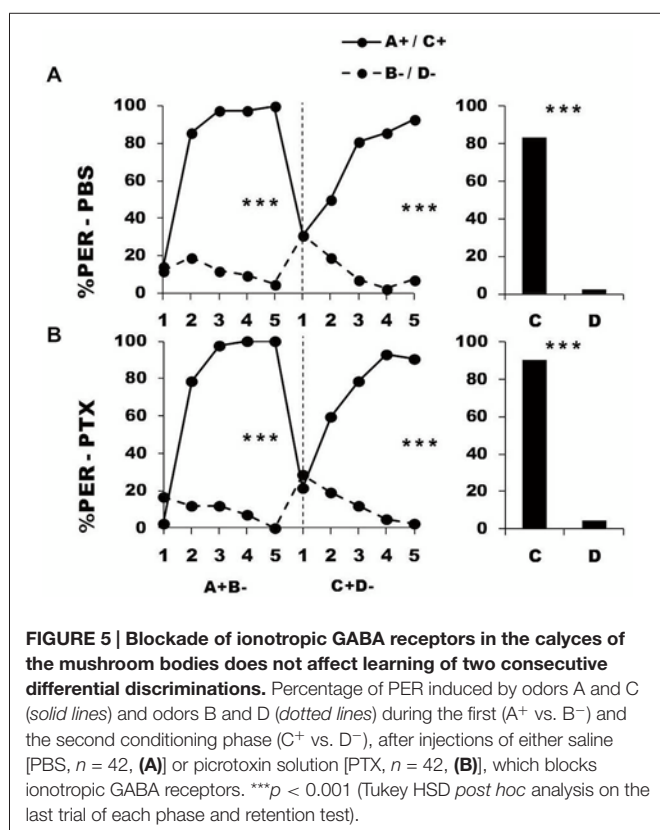 A+ / C+
B- / D-
A
%PER - PBS
100
80
60
40
20
0
***
***
1 2 3 4 5 1 2 3 4 5
100
80
60
40
20
0
***
C D
B
%PER - PTX
100
80
60
40
20
0
***
***
1 2 3 4 5 1 2 3 4 5
A+B- C+D-
100
80
60
40
20
0
***
C D
FIGURE 5 | Blockade of ionotropic GABA receptors in the calyces of
the mushroom bodies does not affect learning of two consecutive
differential discriminations. Percentage of PER induced by odors A and C
(solid lines) and odors B and D (dotted lines) during the first (A⁺ vs. B⁻) and
the second conditioning phase (C⁺ vs. D⁻), after injections of either saline
[PBS, n = 42, (A)] or picrotoxin solution [PTX, n = 42, (B)], which blocks
ionotropic GABA receptors. ***p < 0.001 (Tukey HSD post hoc analysis on the
last trial of each phase and retention test).